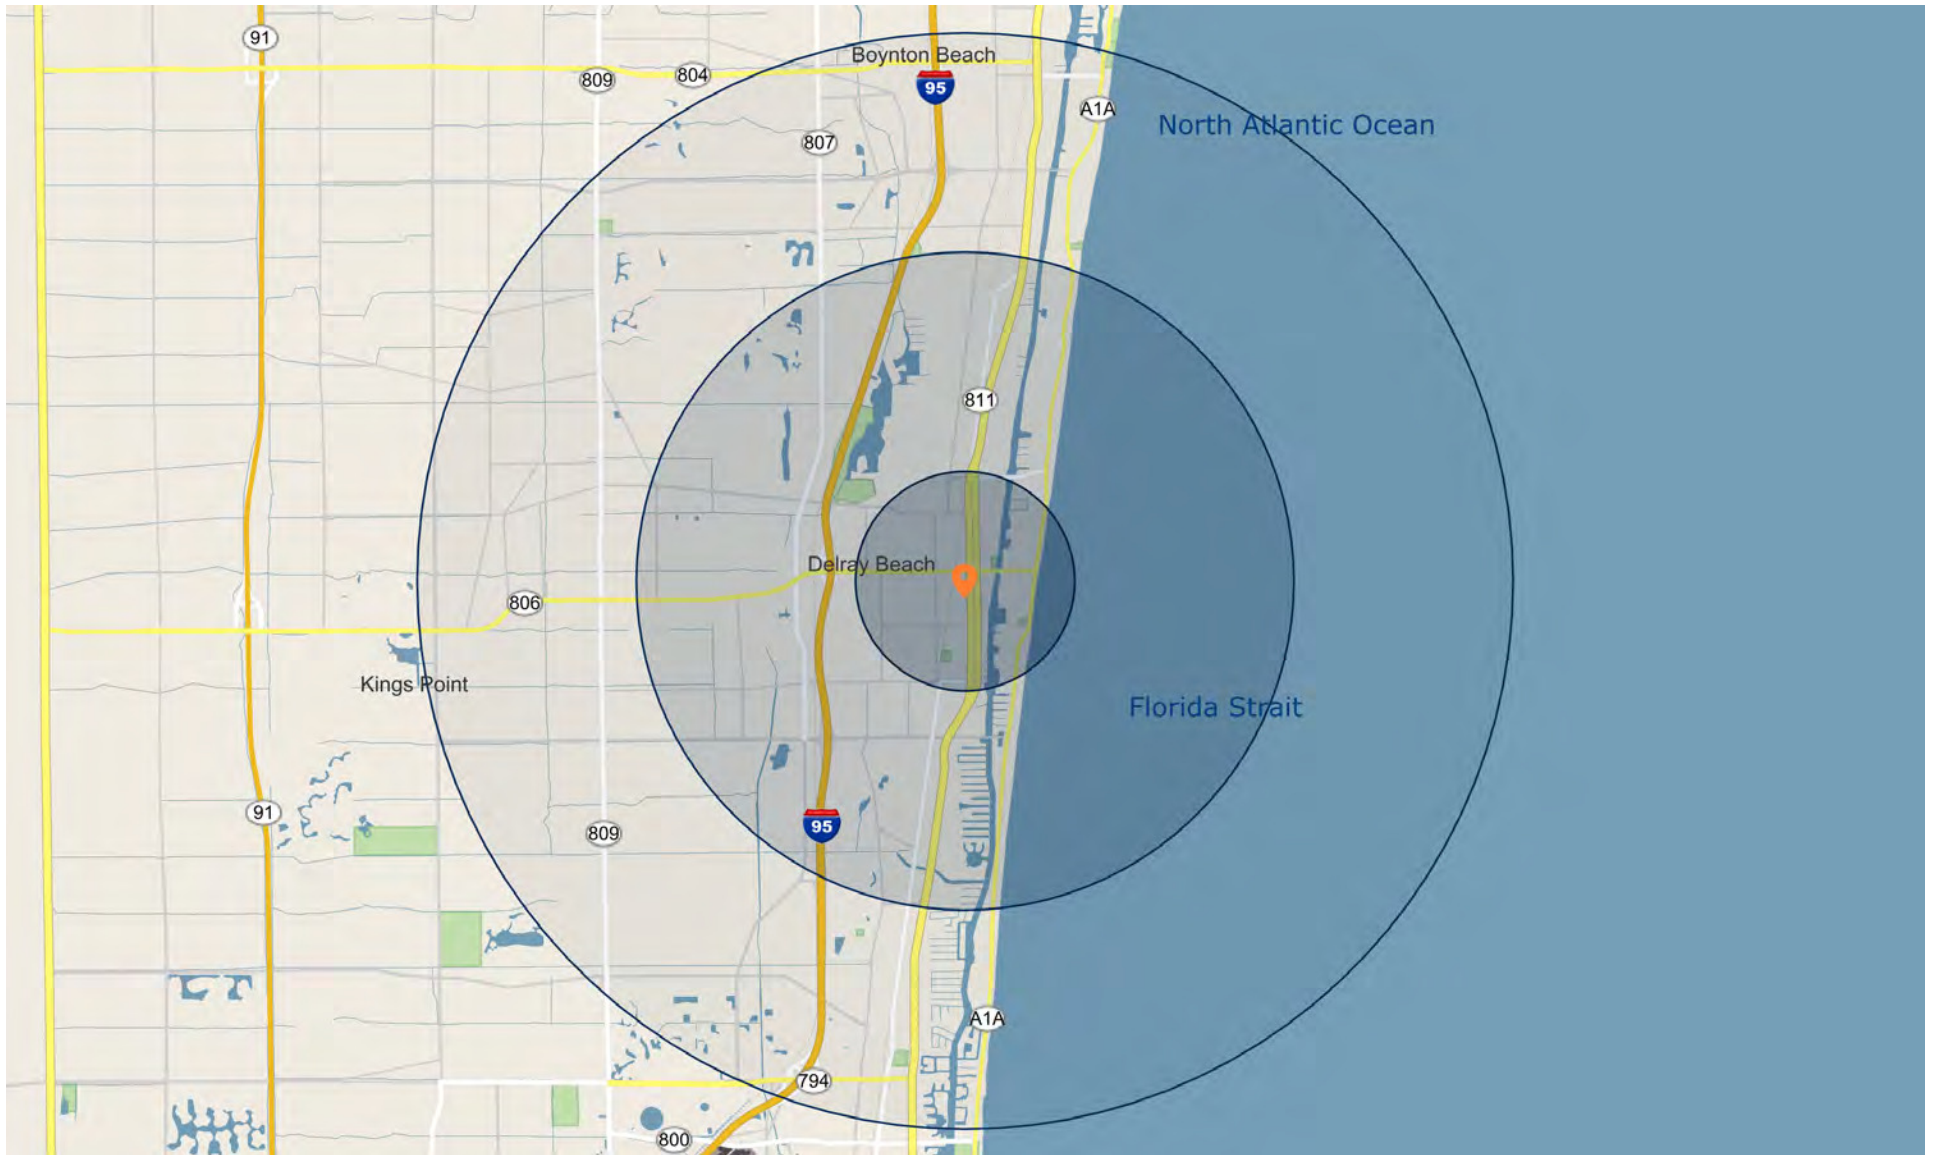 91
Boynton Beach
804
809
95
A1A
North Atlantic Ocean
807
811
Delray Beach
806
Kings Point
Florida Strait
91
95
809
A1A
794
800